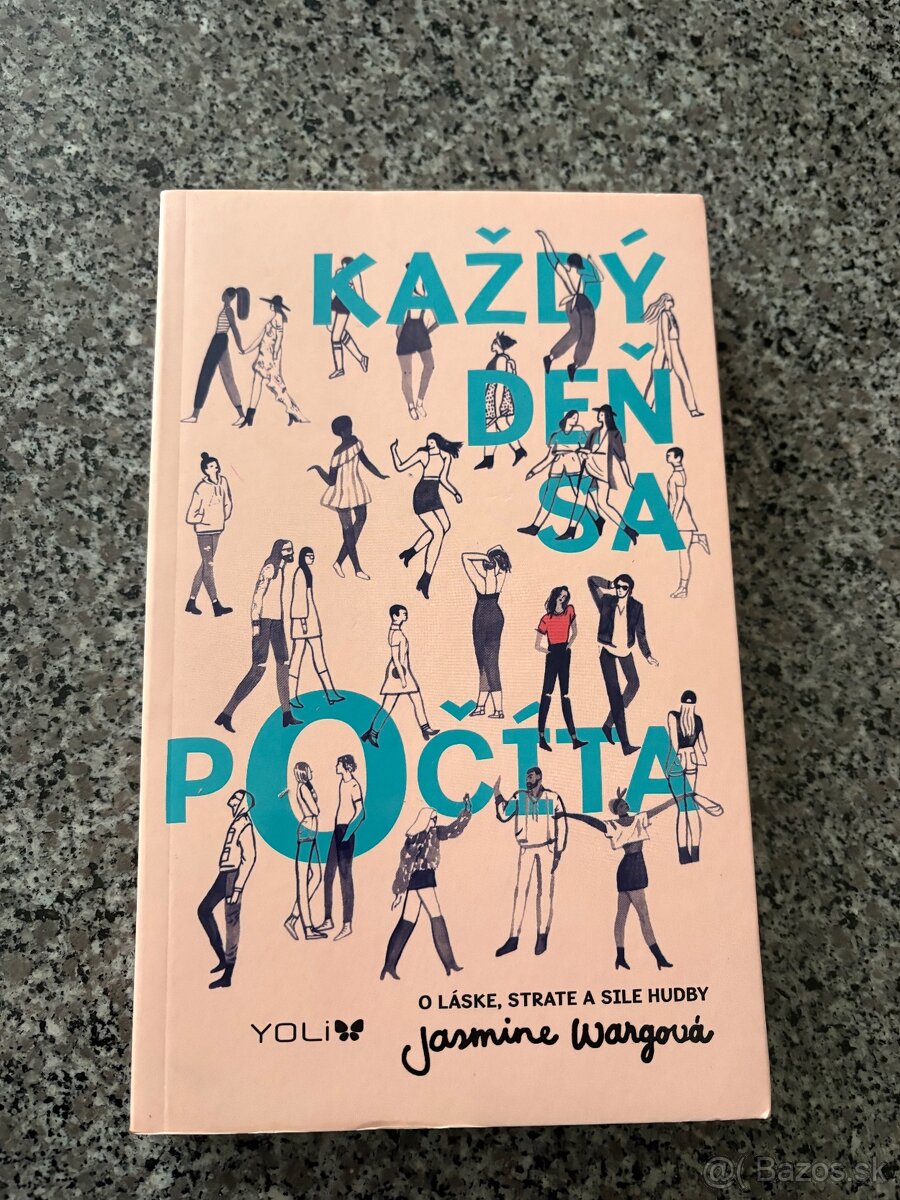 KAŽDÝ
DEŇ
SA
POČÍTA
O LÁSKE, STRATE A SILE HUDBY
YOLi
Jasmine Wargová
@( Bazos.sk